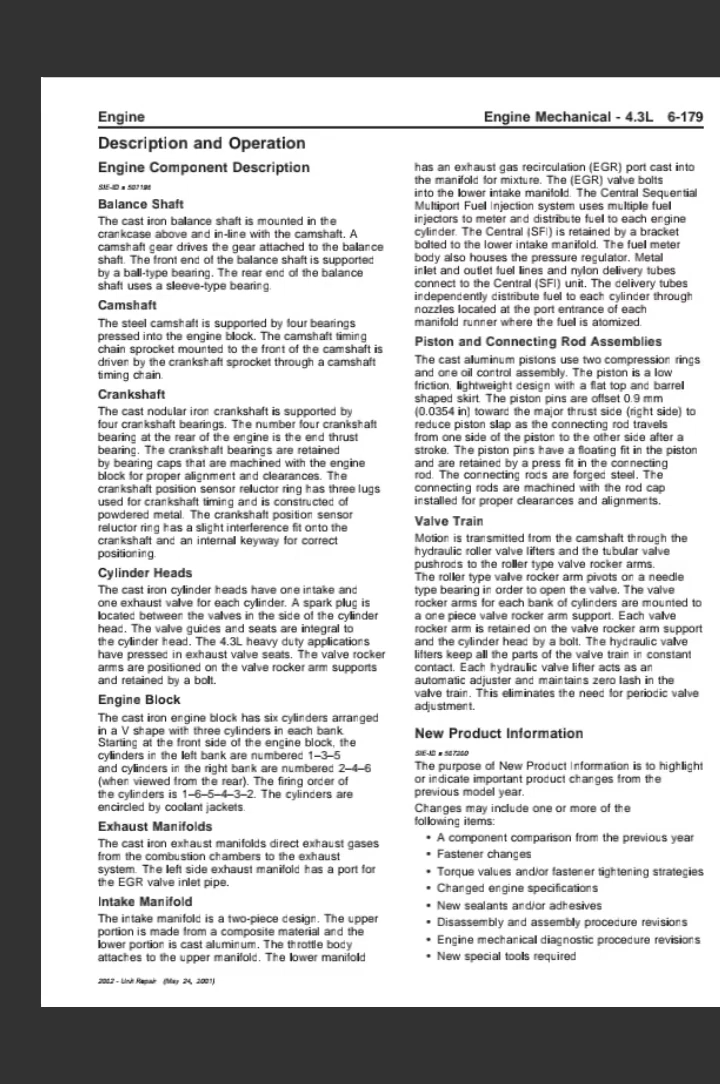 Engine
Engine Mechanical - 4.3L 6-179
Description and Operation
Engine Component Description
SIE-ID = 507196
Balance Shaft
The cast iron balance shaft is mounted in the
crankcase above and in-line with the camshaft. A
camshaft gear drives the gear attached to the balance
shaft. The front end of the balance shaft is supported
by a ball-type bearing. The rear end of the balance
shaft uses a sleeve-type bearing.
Camshaft
The steel camshaft is supported by four bearings
pressed into the engine block. The camshaft timing
chain sprocket mounted to the front of the camshaft is
driven by the crankshaft sprocket through a camshaft
timing chain.
Crankshaft
The cast nodular iron crankshaft is supported by
four crankshaft bearings. The number four crankshaft
bearing at the rear of the engine is the end thrust
bearing. The crankshaft bearings are retained
by bearing caps that are machined with the engine
block for proper alignment and clearances. The
crankshaft position sensor reluctor ring has three lugs
used for crankshaft timing and is constructed of
powdered metal. The crankshaft position sensor
reluctor ring has a slight interference fit onto the
crankshaft and an internal keyway for correct
positioning.
Cylinder Heads
The cast iron cylinder heads have one intake and
one exhaust valve for each cylinder. A spark plug is
located between the valves in the side of the cylinder
head. The valve guides and seats are integral to
the cylinder head. The 4.3L heavy duty applications
have pressed in exhaust valve seats. The valve rocker
arms are positioned on the valve rocker arm supports
and retained by a bolt.
Engine Block
The cast iron engine block has six cylinders arranged
in a V shape with three cylinders in each bank.
Starting at the front side of the engine block, the
cylinders in the left bank are numbered 1–3–5
and cylinders in the right bank are numbered 2–4–6
(when viewed from the rear). The firing order of
the cylinders is 1–6–5–4–3–2. The cylinders are
encircled by coolant jackets.
Exhaust Manifolds
The cast iron exhaust manifolds direct exhaust gases
from the combustion chambers to the exhaust
system. The left side exhaust manifold has a port for
the EGR valve inlet pipe.
Intake Manifold
The intake manifold is a two-piece design. The upper
portion is made from a composite material and the
lower portion is cast aluminum. The throttle body
attaches to the upper manifold. The lower manifold
has an exhaust gas recirculation (EGR) port cast into
the manifold for mixture. The (EGR) valve bolts
into the lower intake manifold. The Central Sequential
Multiport Fuel Injection system uses multiple fuel
injectors to meter and distribute fuel to each engine
cylinder. The Central (SFI) is retained by a bracket
bolted to the lower intake manifold. The fuel meter
body also houses the pressure regulator. Metal
inlet and outlet fuel lines and nylon delivery tubes
connect to the Central (SFI) unit. The delivery tubes
independently distribute fuel to each cylinder through
nozzles located at the port entrance of each
manifold runner where the fuel is atomized.
Piston and Connecting Rod Assemblies
The cast aluminum pistons use two compression rings
and one oil control assembly. The piston is a low
friction, lightweight design with a flat top and barrel
shaped skirt. The piston pins are offset 0.9 mm
(0.0354 in) toward the major thrust side (right side) to
reduce piston slap as the connecting rod travels
from one side of the piston to the other side after a
stroke. The piston pins have a floating fit in the piston
and are retained by a press fit in the connecting
rod. The connecting rods are forged steel. The
connecting rods are machined with the rod cap
installed for proper clearances and alignments.
Valve Train
Motion is transmitted from the camshaft through the
hydraulic roller valve lifters and the tubular valve
pushrods to the roller type valve rocker arms.
The roller type valve rocker arm pivots on a needle
type bearing in order to open the valve. The valve
rocker arms for each bank of cylinders are mounted to
a one piece valve rocker arm support. Each valve
rocker arm is retained on the valve rocker arm support
and the cylinder head by a bolt. The hydraulic valve
lifters keep all the parts of the valve train in constant
contact. Each hydraulic valve lifter acts as an
automatic adjuster and maintains zero lash in the
valve train. This eliminates the need for periodic valve
adjustment.
New Product Information
SIE-ID = 507280
The purpose of New Product Information is to highlight
or indicate important product changes from the
previous model year.
Changes may include one or more of the
following items:
• A component comparison from the previous year
• Fastener changes
• Torque values and/or fastener tightening strategies
• Changed engine specifications
• New sealants and/or adhesives
• Disassembly and assembly procedure revisions
• Engine mechanical diagnostic procedure revisions
• New special tools required
2002 - Unit Repair (May 24, 2001)